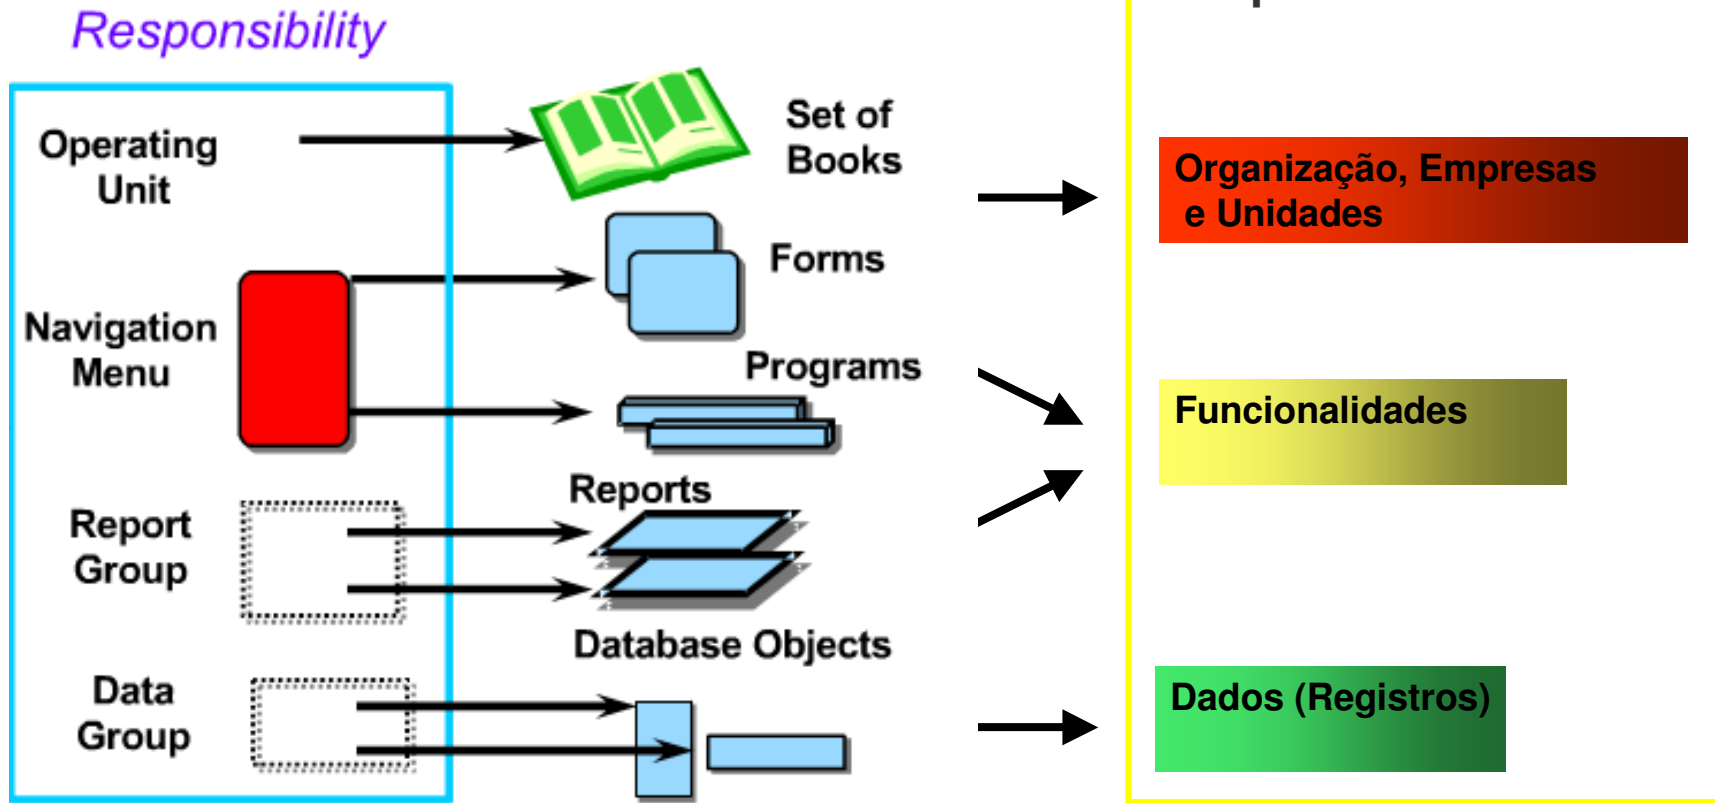 Responsibility
Operating
Unit
Set of
Books
Forms
Navigation
Menu
Programs
Report
Group
Reports
Data
Group
Database Objects
Organização, Empresas
e Unidades
Funcionalidades
Dados (Registros)